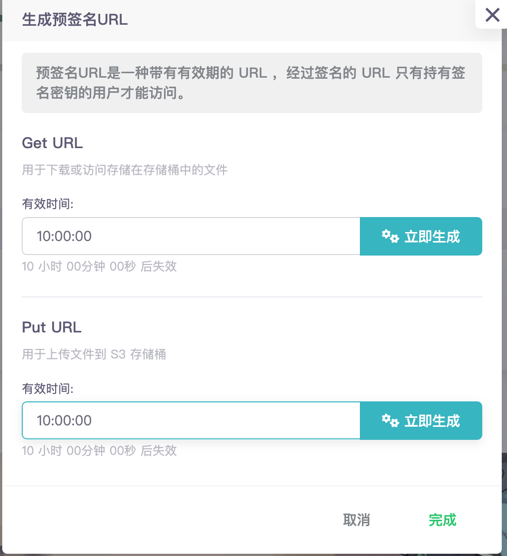 生成预签名URL
预签名URL是一种带有有效期的 URL ，经过签名的 URL 只有持有签
名密钥的用户才能访问。
Get URL
用于下载或访问存储在存储桶中的文件
有效时间:
10:00:00
立即生成
10 小时 00分钟 00秒 后失效
Put URL
用于上传文件到 S3 存储桶
有效时间:
10:00:00
立即生成
10 小时 00分钟 00秒 后失效
取消
完成